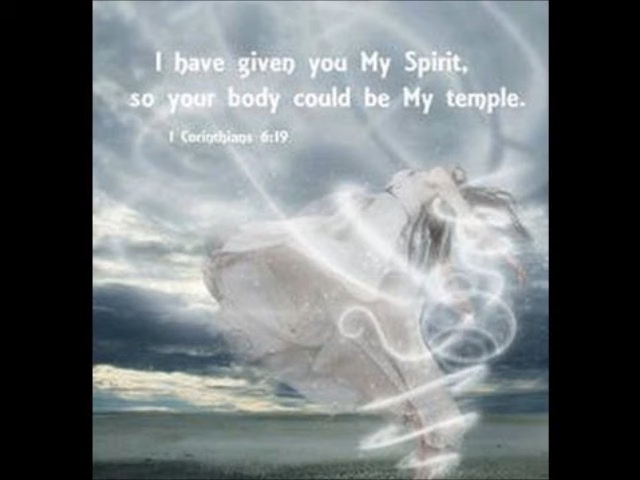 I have given you My Spirit,
so your body could be My temple.
1 Corinthians 6:19